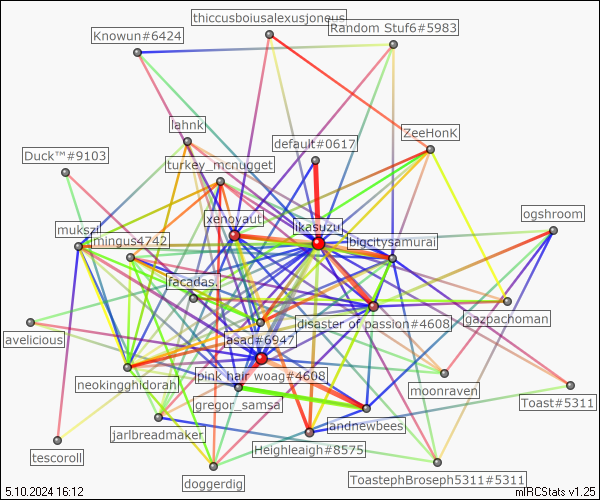 thiccusboiusalexusjoneus
Random Stuf6#5983
Knowun#6424
lahnk
default#0617
ZeeHonK
Duck™#9103
turkey_mcnugget
ogshroom
xenoyaut
ikasuzu
mukszi
mingus4742
bigcitysamurai
facadas.
disaster of passion#4608
gazpachoman
avelicious
asad#6947
neokingghidorah
pink hair woag#4608
moonraven
Toast#5311
gregor_samsa
jarlbreadmaker
andnewbees
Heighleaigh#8575
tescoroll
doggerdig
ToastephBroseph5311#5311
5.10.2024 16:12
mIRCStats v1.25